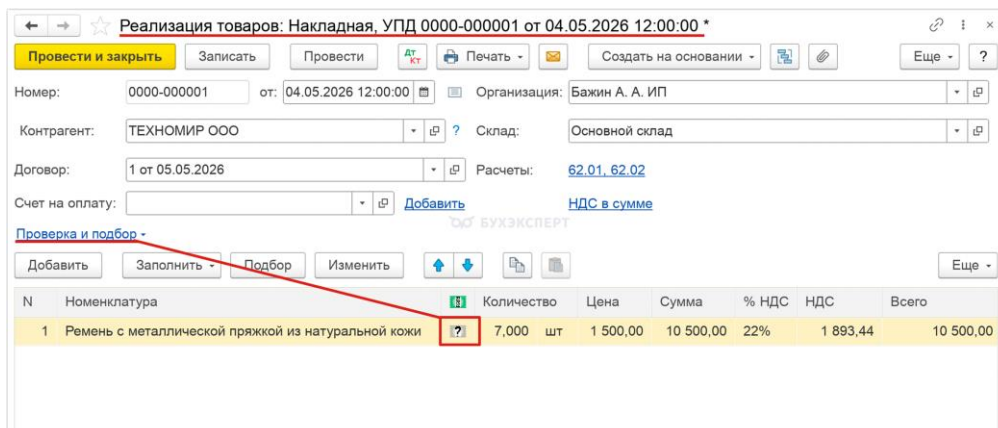 Реализация товаров: Накладная, УПД 0000-000001 от 04.05.2026 12:00:00 *
Провести и закрыть Записать Провести Дт Кт Печать Создать на основании Еще ?
Номер: 0000-000001 от: 04.05.2026 12:00:00 Организация: Бажин А. А. ИП
Контрагент: ТЕХНОМИР ООО ? Склад: Основной склад
Договор: 1 от 05.05.2026 Расчеты: 62.01, 62.02
Счет на оплату: Добавить НДС в сумме
БУХЭКСПЕРТ
Проверка и подбор
Добавить Заполнить Подбор Изменить Еще
N Номенклатура Количество Цена Сумма % НДС НДС Всего
1 Ремень с металлической пряжкой из натуральной кожи ? 7,000 шт 1 500,00 10 500,00 22% 1 893,44 10 500,00